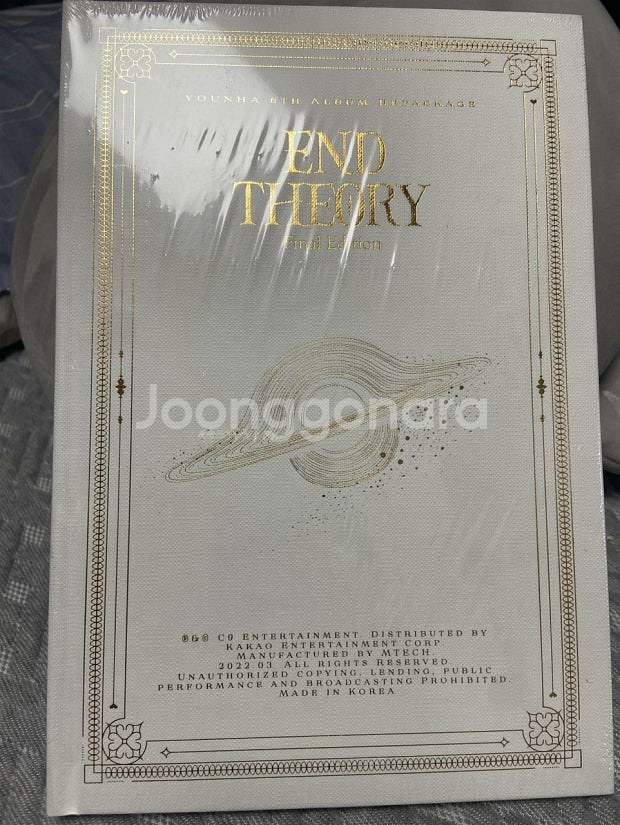 YOUNHA 6TH ALBUM REPACKAGE
END
THEORY
Final Edition
Joonggonara
℗&© C9 ENTERTAINMENT. DISTRIBUTED BY
KAKAO ENTERTAINMENT CORP.
MANUFACTURED BY MTECH.
2022.03. ALL RIGHTS RESERVED.
UNAUTHORIZED COPYING, LENDING, PUBLIC
PERFORMANCE AND BROADCASTING PROHIBITED.
MADE IN KOREA